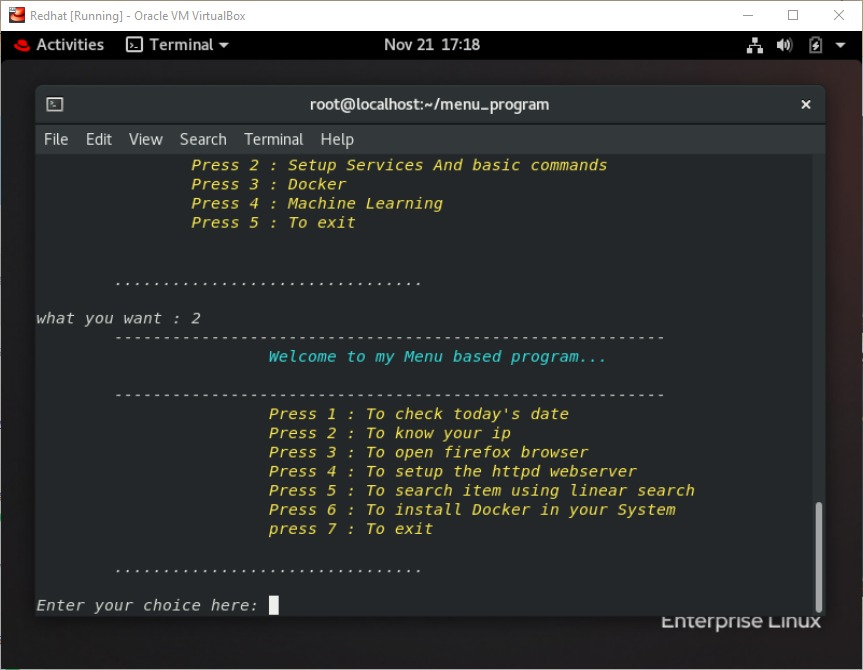 Redhat [Running] - Oracle VM VirtualBox
Activities Terminal Nov 21 17:18
root@localhost:~/menu_program
File Edit View Search Terminal Help
Press 2 : Setup Services And basic commands
Press 3 : Docker
Press 4 : Machine Learning
Press 5 : To exit
................................
what you want : 2
---------------------------------------------------------
Welcome to my Menu based program...
---------------------------------------------------------
Press 1 : To check today's date
Press 2 : To know your ip
Press 3 : To open firefox browser
Press 4 : To setup the httpd webserver
Press 5 : To search item using linear search
Press 6 : To install Docker in your System
press 7 : To exit
................................
Enter your choice here:
Enterprise Linux